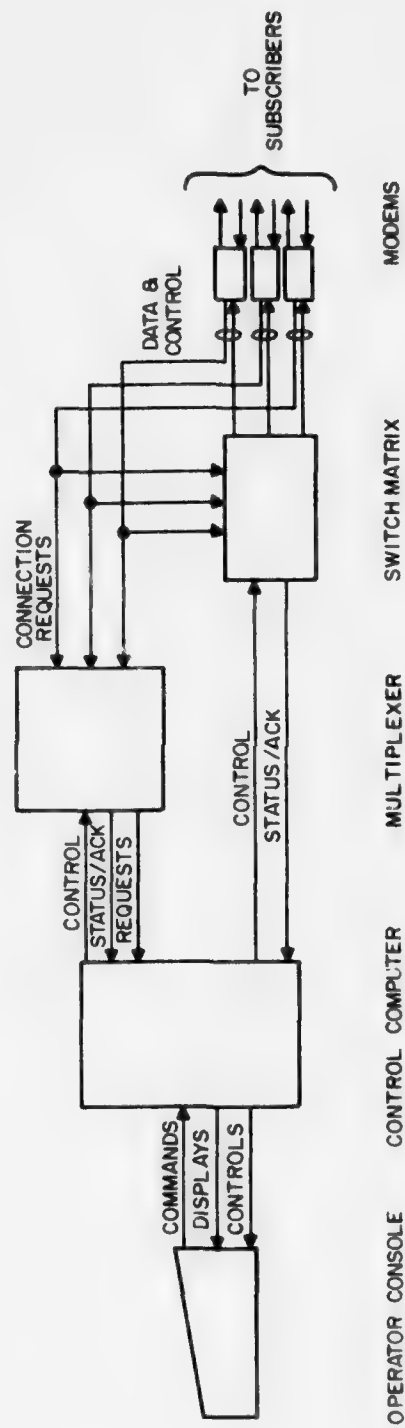 TO
SUBSCRIBERS
DATA &
CONTROL
CONNECTION
REQUESTS
CONTROL
STATUS/ACK
REQUESTS
CONTROL
STATUS/ACK
COMMANDS
DISPLAYS
CONTROLS
OPERATOR CONSOLE
CONTROL COMPUTER
MULTIPLEXER
SWITCH MATRIX
MODEMS